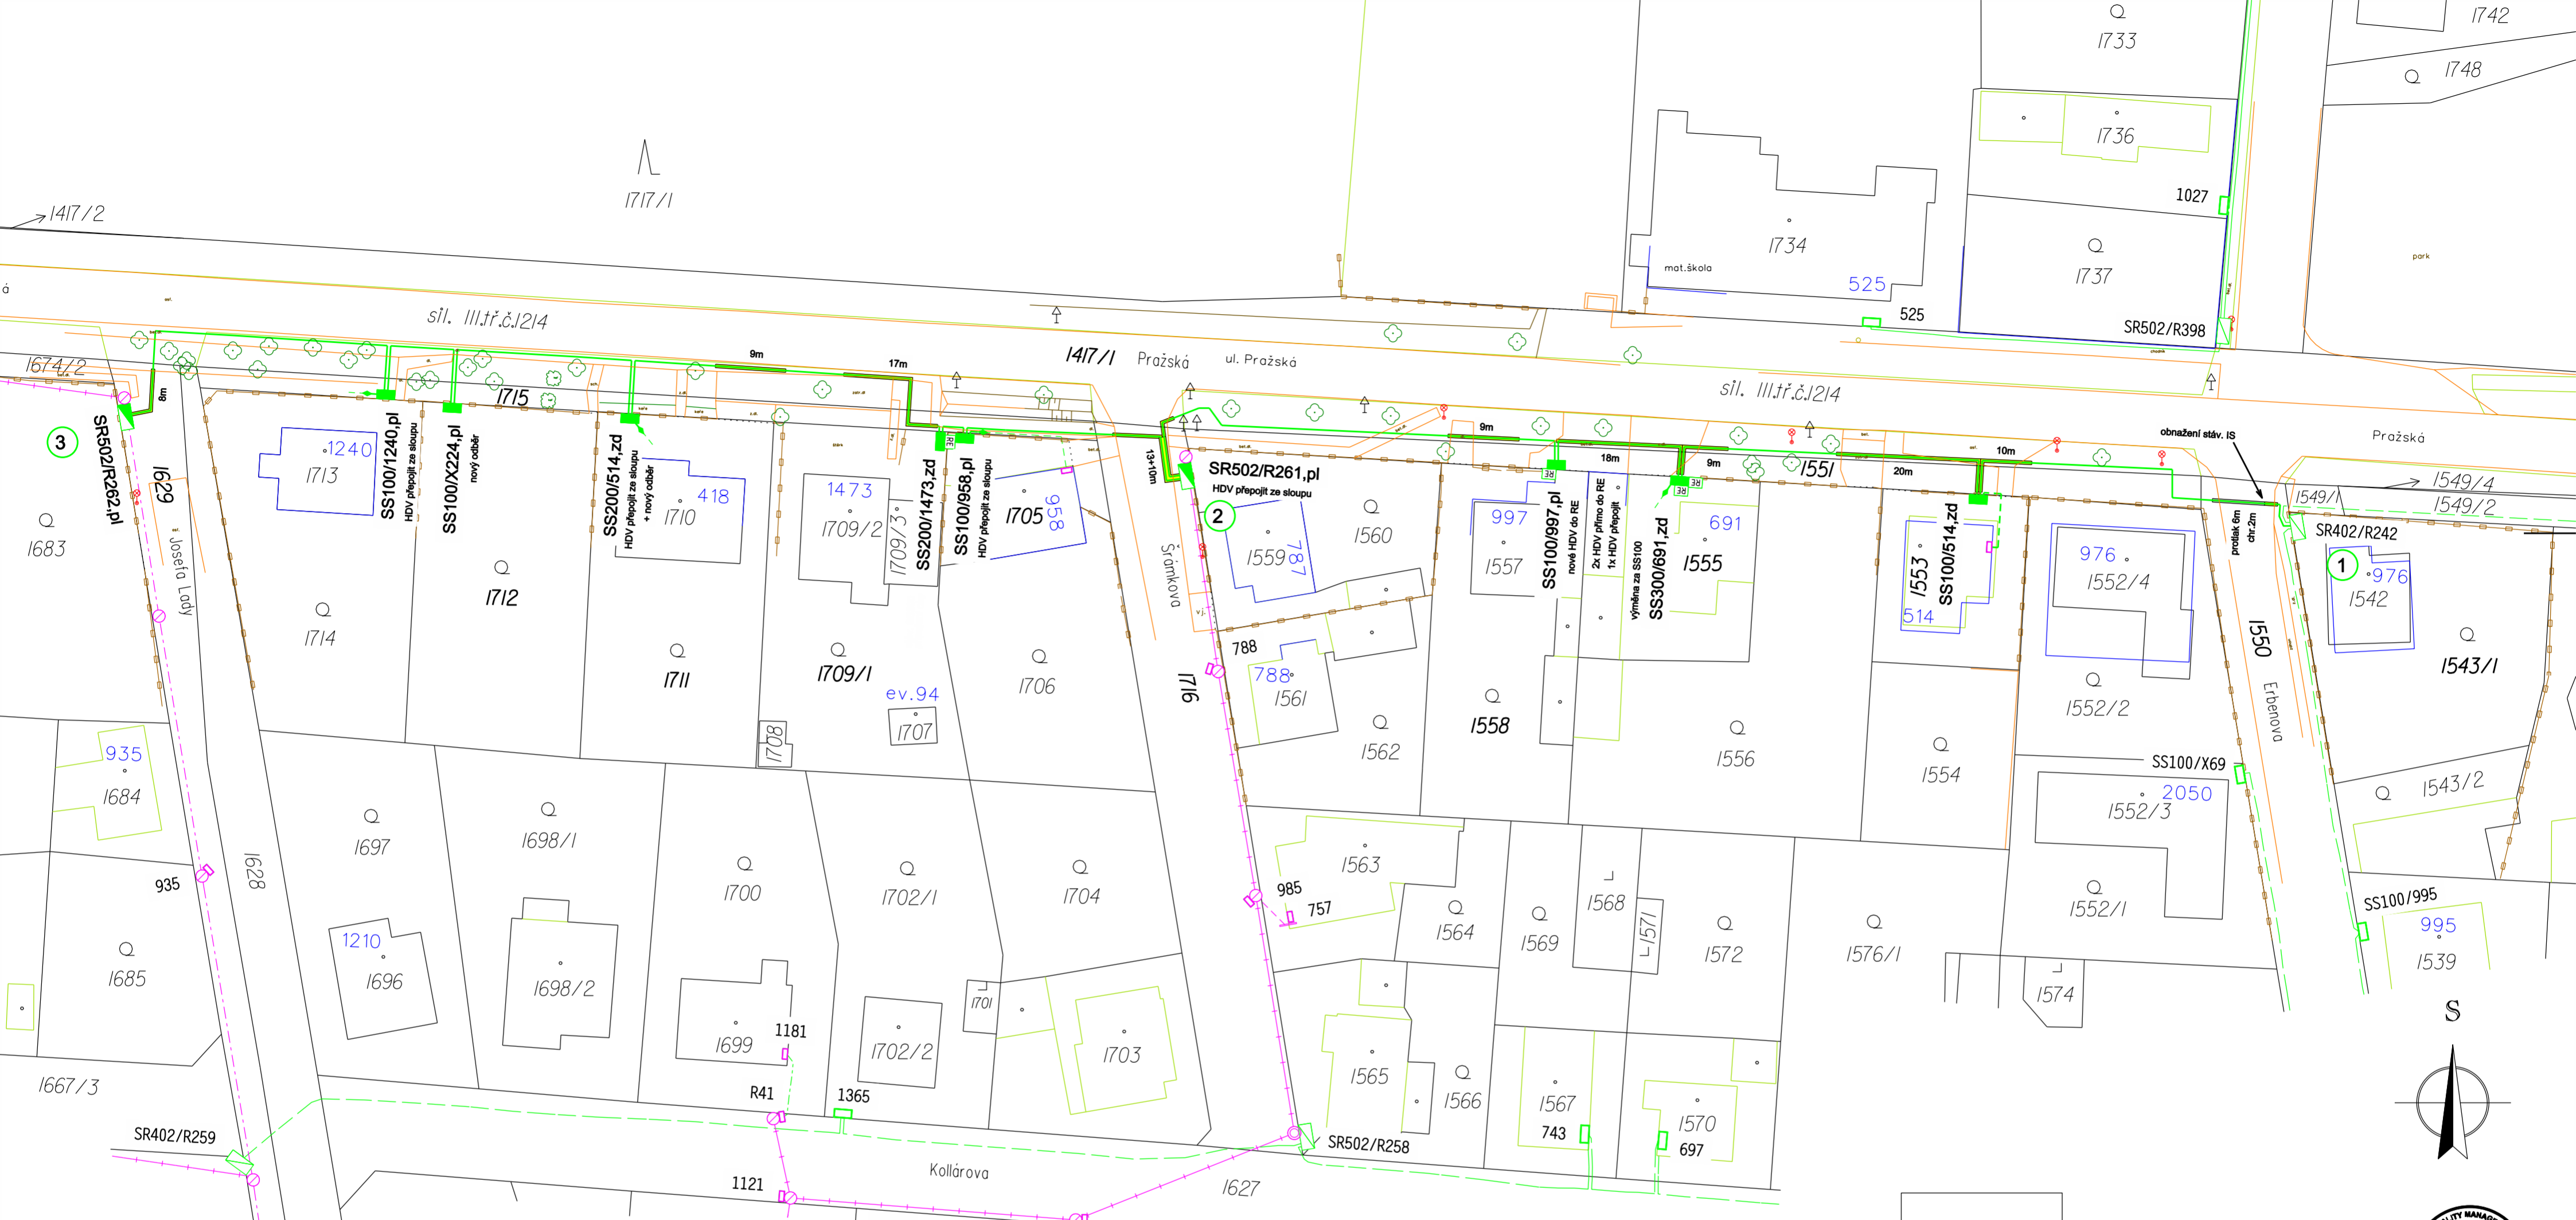 1742
1733
1748
1736
1027
1737
SR502/R398
park
1734
mat.škola
525
525
1717/1
1417/2
á
sil. III.tř.č.1214
1417/1
Pražská
ul. Pražská
sil. III.tř.č.1214
Pražská
1674/2
8m
9m
17m
1715
3
SR502/R262,pl
1629
Josefa Lady
1683
1240
1713
SS100/1240,pl
HDV přepojit ze sloupu
SS100/X224,pl
nový odběr
SS200/514,zd
HDV přepojit ze sloupu
+ nový odběr
418
1710
1473
1709/2
1709/3
SS200/1473,zd
RE
SS100/958,pl
HDV přepojit ze sloupu
1705
958
13+10m
SR502/R261,pl
HDV přepojit ze sloupu
2
Šrámkova
1559
787
1560
9m
18m
9m
1551
20m
10m
997
1557
RE
SS100/997,pl
nové HDV do RE
2x HDV přímo do RE
1x HDV přepojit
výměna za SS100
SS300/691,zd
RE
RE
691
1555
1553
SS100/514,zd
514
976
1552/4
obnažení stáv. IS
protlak 6m
chr.2m
1549/1
1549/4
1549/2
SR402/R242
1
976
1542
1543/1
1550
Erbenova
1714
1712
1711
1709/1
ev.94
1707
1708
1706
1716
788
788
1561
1562
v.j.
1558
1556
1554
1552/2
SS100/X69
2050
1552/3
1543/2
935
1684
935
1628
1685
1697
1698/1
1700
1702/1
1704
1563
985
757
1564
1569
1568
1571
1572
1576/1
1552/1
1574
SS100/995
995
1539
1210
1696
1698/2
1699
1181
1702/2
1701
1703
1565
1566
1567
743
1570
697
S
1667/3
SR402/R259
R41
1365
1121
Kollárova
SR502/R258
1627